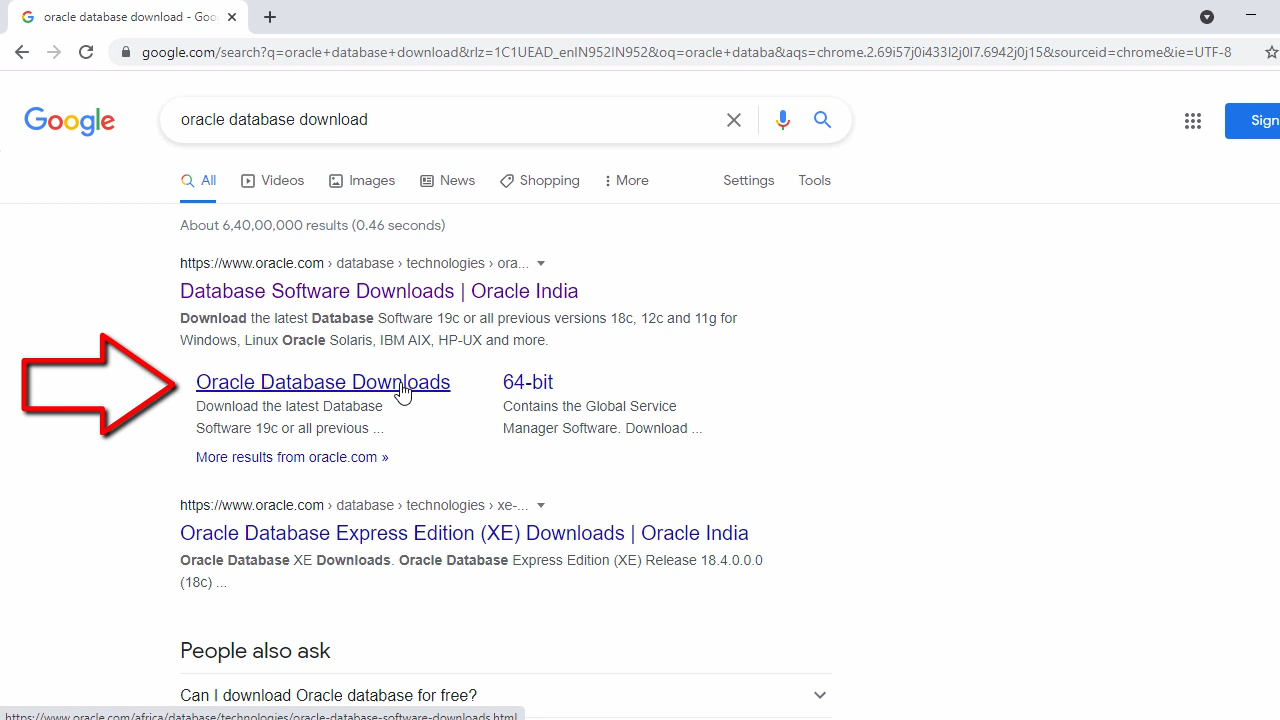 oracle database download - Goo
google.com/search?q=oracle+database+download&rlz=1C1UEAD_enIN952IN952&oq=oracle+databa&aqs=chrome.2.69i57j0i433l2j0l7.6942j0j15&sourceid=chrome&ie=UTF-8
Google
oracle database download
Sign
All Videos Images News Shopping More Settings Tools
About 6,40,00,000 results (0.46 seconds)
https://www.oracle.com › database › technologies › ora...
Database Software Downloads | Oracle India
Download the latest Database Software 19c or all previous versions 18c, 12c and 11g for
Windows, Linux Oracle Solaris, IBM AIX, HP-UX and more.
Oracle Database Downloads
Download the latest Database
Software 19c or all previous ...
64-bit
Contains the Global Service
Manager Software. Download ...
More results from oracle.com »
https://www.oracle.com › database › technologies › xe-...
Oracle Database Express Edition (XE) Downloads | Oracle India
Oracle Database XE Downloads. Oracle Database Express Edition (XE) Release 18.4.0.0.0
(18c) ...
People also ask
Can I download Oracle database for free?
https://www.oracle.com/africa/database/technologies/oracle-database-software-downloads.html